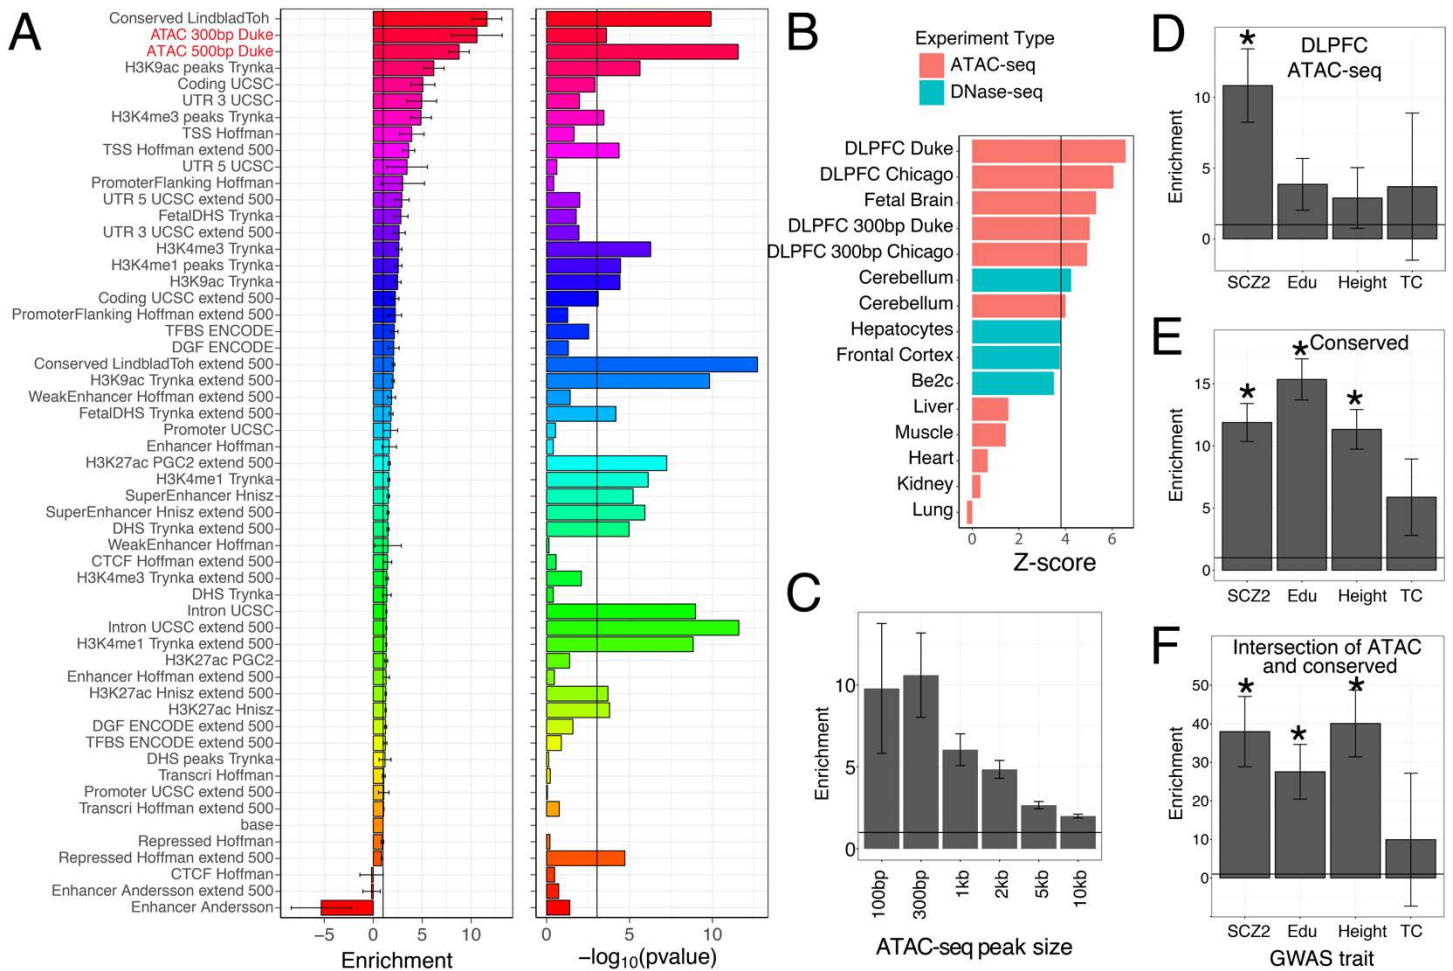 A
Conserved LindbladToh
ATAC 300bp Duke
ATAC 500bp Duke
H3K9ac peaks Trynka
Coding UCSC
UTR 3 UCSC
H3K4me3 peaks Trynka
TSS Hoffman
TSS Hoffman extend 500
UTR 5 UCSC
PromoterFlanking Hoffman
UTR 5 UCSC extend 500
FetalDHS Trynka
UTR 3 UCSC extend 500
H3K4me3 Trynka
H3K4me1 peaks Trynka
H3K9ac Trynka
Coding UCSC extend 500
PromoterFlanking Hoffman extend 500
TFBS ENCODE
DGF ENCODE
Conserved LindbladToh extend 500
H3K9ac Trynka extend 500
WeakEnhancer Hoffman extend 500
FetalDHS Trynka extend 500
Promoter UCSC
Enhancer Hoffman
H3K27ac PGC2 extend 500
H3K4me1 Trynka
SuperEnhancer Hnisz
SuperEnhancer Hnisz extend 500
DHS Trynka extend 500
WeakEnhancer Hoffman
CTCF Hoffman extend 500
H3K4me3 Trynka extend 500
DHS Trynka
Intron UCSC
Intron UCSC extend 500
H3K4me1 Trynka extend 500
H3K27ac PGC2
Enhancer Hoffman extend 500
H3K27ac Hnisz extend 500
H3K27ac Hnisz
DGF ENCODE extend 500
TFBS ENCODE extend 500
DHS peaks Trynka
Transcri Hoffman
Promoter UCSC extend 500
Transcri Hoffman extend 500
base
Repressed Hoffman
Repressed Hoffman extend 500
CTCF Hoffman
Enhancer Andersson extend 500
Enhancer Andersson
−5 0 5 10
Enrichment
0 5 10
−log10(pvalue)
B
Experiment Type
ATAC-seq
DNase-seq
DLPFC Duke
DLPFC Chicago
Fetal Brain
DLPFC 300bp Duke
DLPFC 300bp Chicago
Cerebellum
Cerebellum
Hepatocytes
Frontal Cortex
Be2c
Liver
Muscle
Heart
Kidney
Lung
0 2 4 6
Z-score
C
Enrichment
10
5
0
100bp 300bp 1kb 2kb 5kb 10kb
ATAC-seq peak size
D
DLPFC
ATAC-seq
*
Enrichment
10
5
0
SCZ2 Edu Height TC
E
Conserved
* * *
Enrichment
15
10
5
0
SCZ2 Edu Height TC
F
Intersection of ATAC
and conserved
* * *
Enrichment
50
40
30
20
10
0
SCZ2 Edu Height TC
GWAS trait